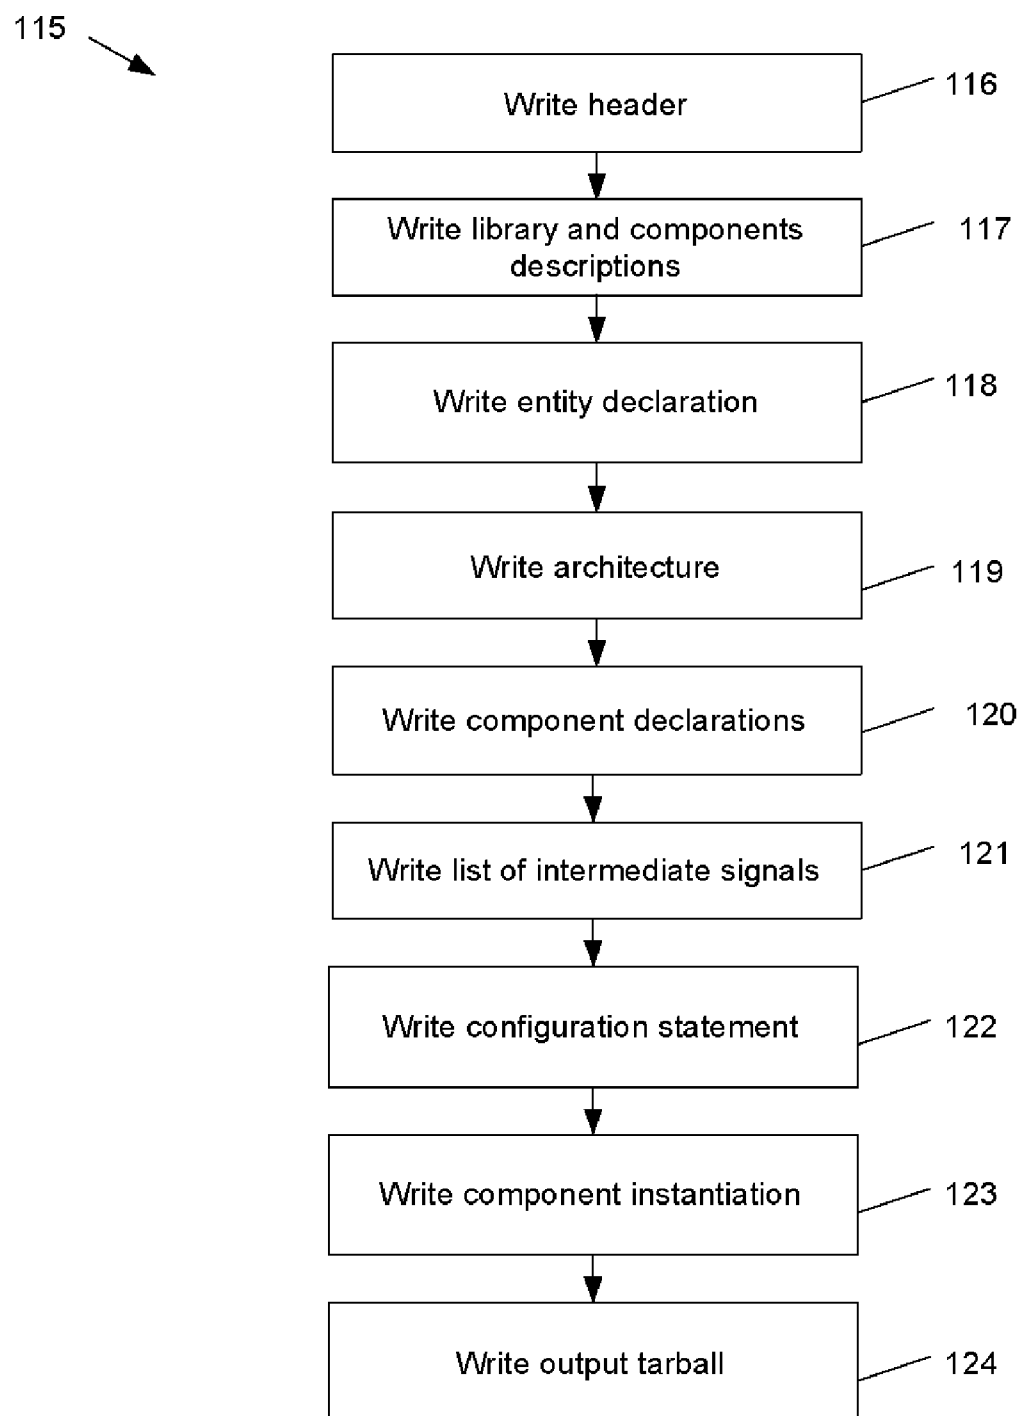 115
Write header
116
Write library and components
descriptions
117
Write entity declaration
118
Write architecture
119
Write component declarations
120
Write list of intermediate signals
121
Write configuration statement
122
Write component instantiation
123
Write output tarball
124